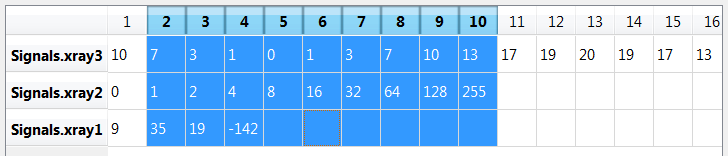 1 2 3 4 5 6 7 8 9 10 11 12 13 14 15 16
Signals.xray3 10 7 3 1 0 1 3 7 10 13 17 19 20 19 17 13
Signals.xray2 0 1 2 4 8 16 32 64 128 255
Signals.xray1 9 35 19 -142